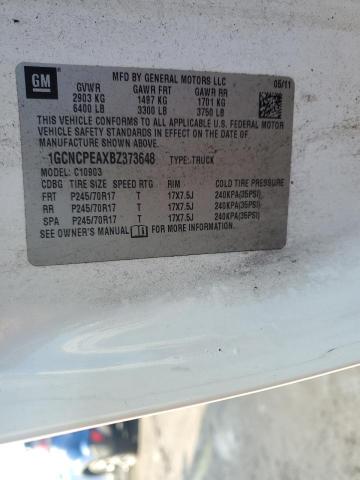 GM
MFD BY GENERAL MOTORS LLC
05/11
GVWR GAWR FRT GAWR RR
2903 KG 1497 KG 1701 KG
6400 LB 3300 LB 3750 LB
THIS VEHICLE CONFORMS TO ALL APPLICABLE U.S. FEDERAL MOTOR
VEHICLE SAFETY STANDARDS IN EFFECT ON THE DATE OF
MANUFACTURE SHOWN ABOVE.
1GCNCPEAXBZ373648 TYPE: TRUCK
MODEL: C10903
CDBG TIRE SIZE SPEED RTG RIM COLD TIRE PRESSURE
FRT P245/70R17 T 17X7.5J 240KPA(35PSI)
RR P245/70R17 T 17X7.5J 240KPA(35PSI)
SPA P245/70R17 T 17X7.5J 240KPA(35PSI)
SEE OWNER'S MANUAL FOR MORE INFORMATION.